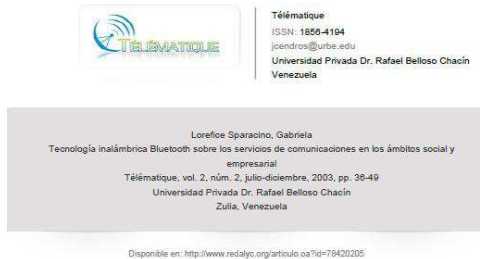 TÉLÉMATIQUE
Télématique
ISSN: 1856-4194
jcendros@urbe.edu
Universidad Privada Dr. Rafael Belloso Chacín
Venezuela
Lorefice Sparacino, Gabriela
Tecnología inalámbrica Bluetooth sobre los servicios de comunicaciones en los ámbitos social y
empresarial
Télématique, vol. 2, núm. 2, julio-diciembre, 2003, pp. 36-49
Universidad Privada Dr. Rafael Belloso Chacín
Zulia, Venezuela
Disponible en: http://www.redalyc.org/articulo.oa?id=78420205